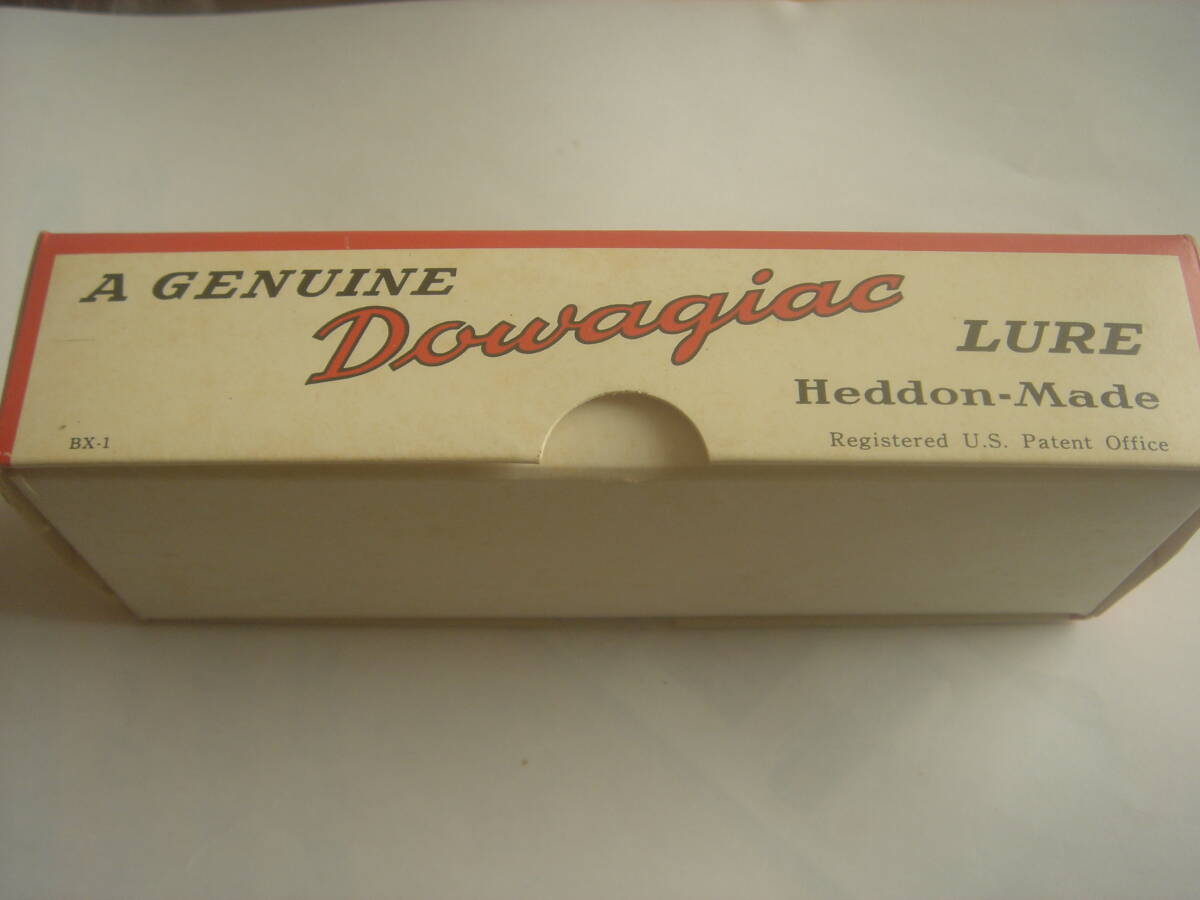 A GENUINE
Dowagiac
LURE
Heddon-Made
BX-1
Registered U.S. Patent Office